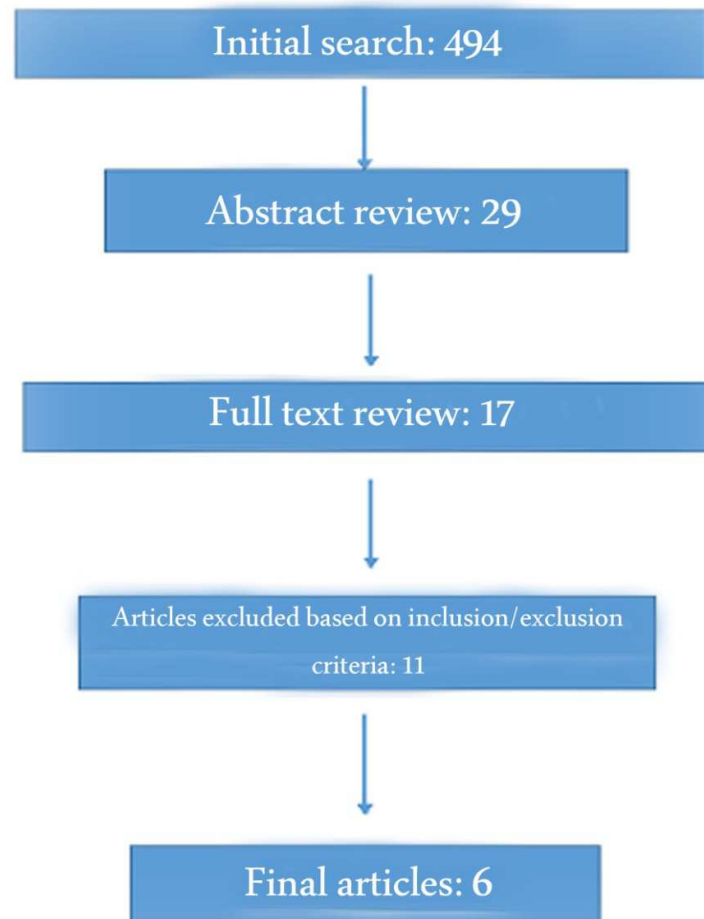 Initial search: 494
Abstract review: 29
Full text review: 17
Articles excluded based on inclusion/exclusion
criteria: 11
Final articles: 6